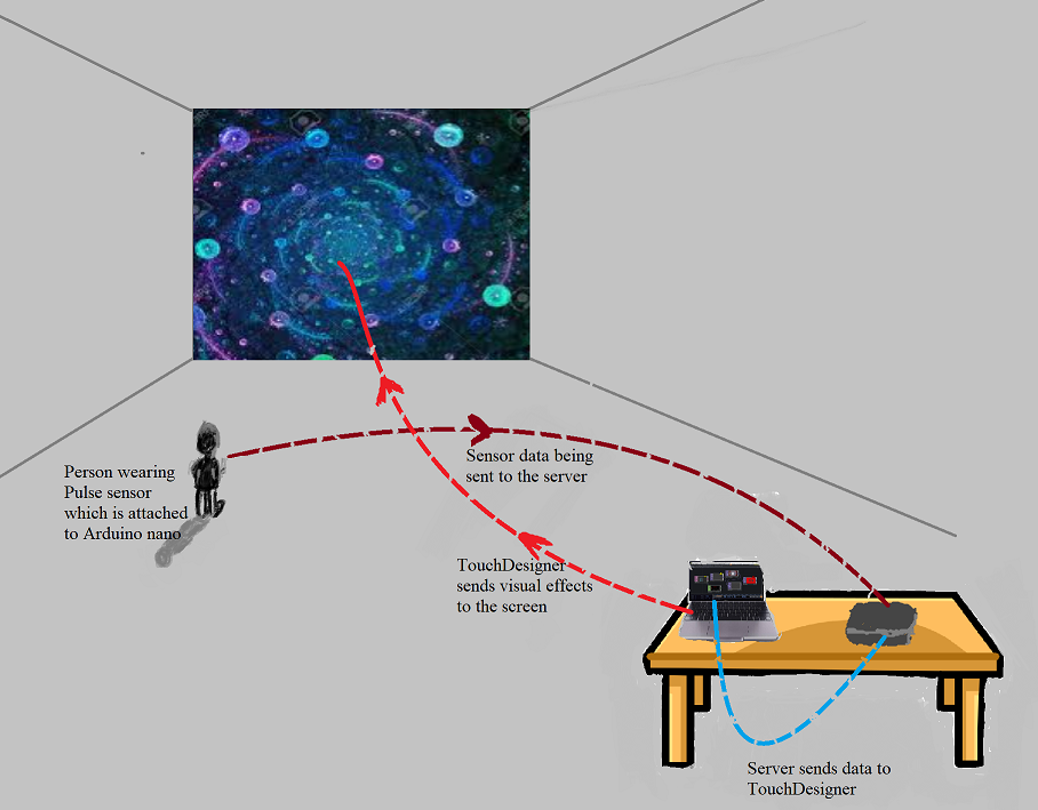 Person wearing
Pulse sensor
which is attached
to Arduino nano
Sensor data being
sent to the server
TouchDesigner
sends visual effects
to the screen
Server sends data to
TouchDesigner